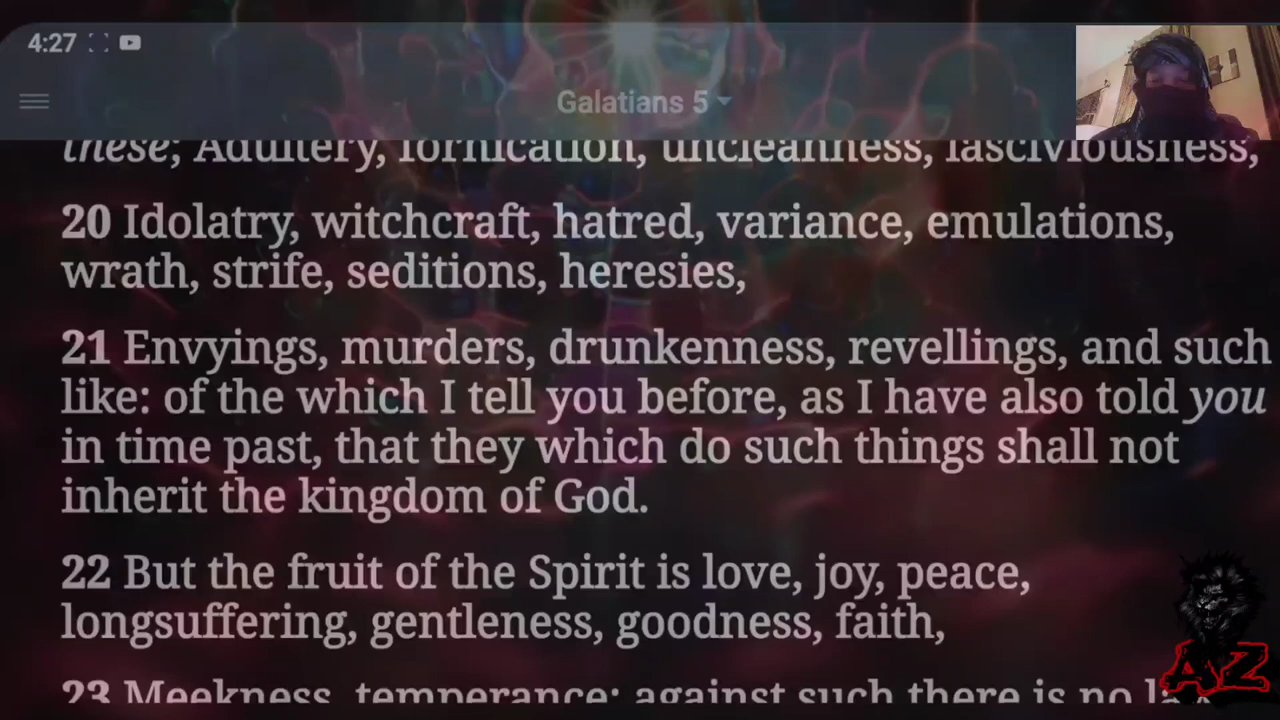 4:27
Galatians 5
these; Adultery, fornication, uncleanness, lasciviousness,
20 Idolatry, witchcraft, hatred, variance, emulations,
wrath, strife, seditions, heresies,
21 Envyings, murders, drunkenness, revellings, and such
like: of the which I tell you before, as I have also told you
in time past, that they which do such things shall not
inherit the kingdom of God.
22 But the fruit of the Spirit is love, joy, peace,
longsuffering, gentleness, goodness, faith,
23 Meekness, temperance: against such there is no law
AZ